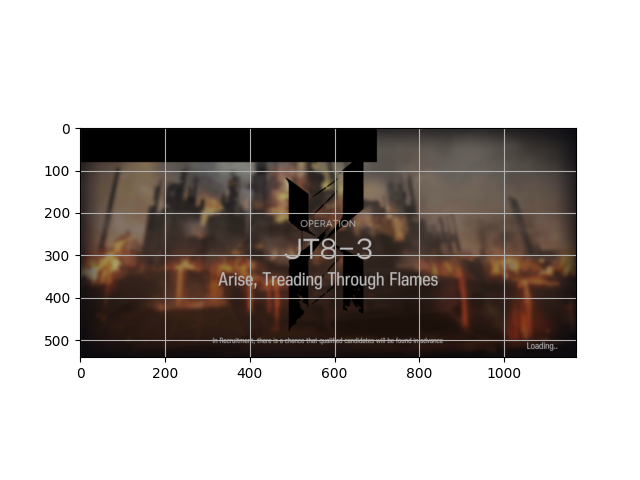 0
100
200
300
400
500
OPERATION
JT8-3
Arise, Treading Through Flames
In Recruitment, there is a chance that qualified candidates will be found in advance
Loading..
0
200
400
600
800
1000